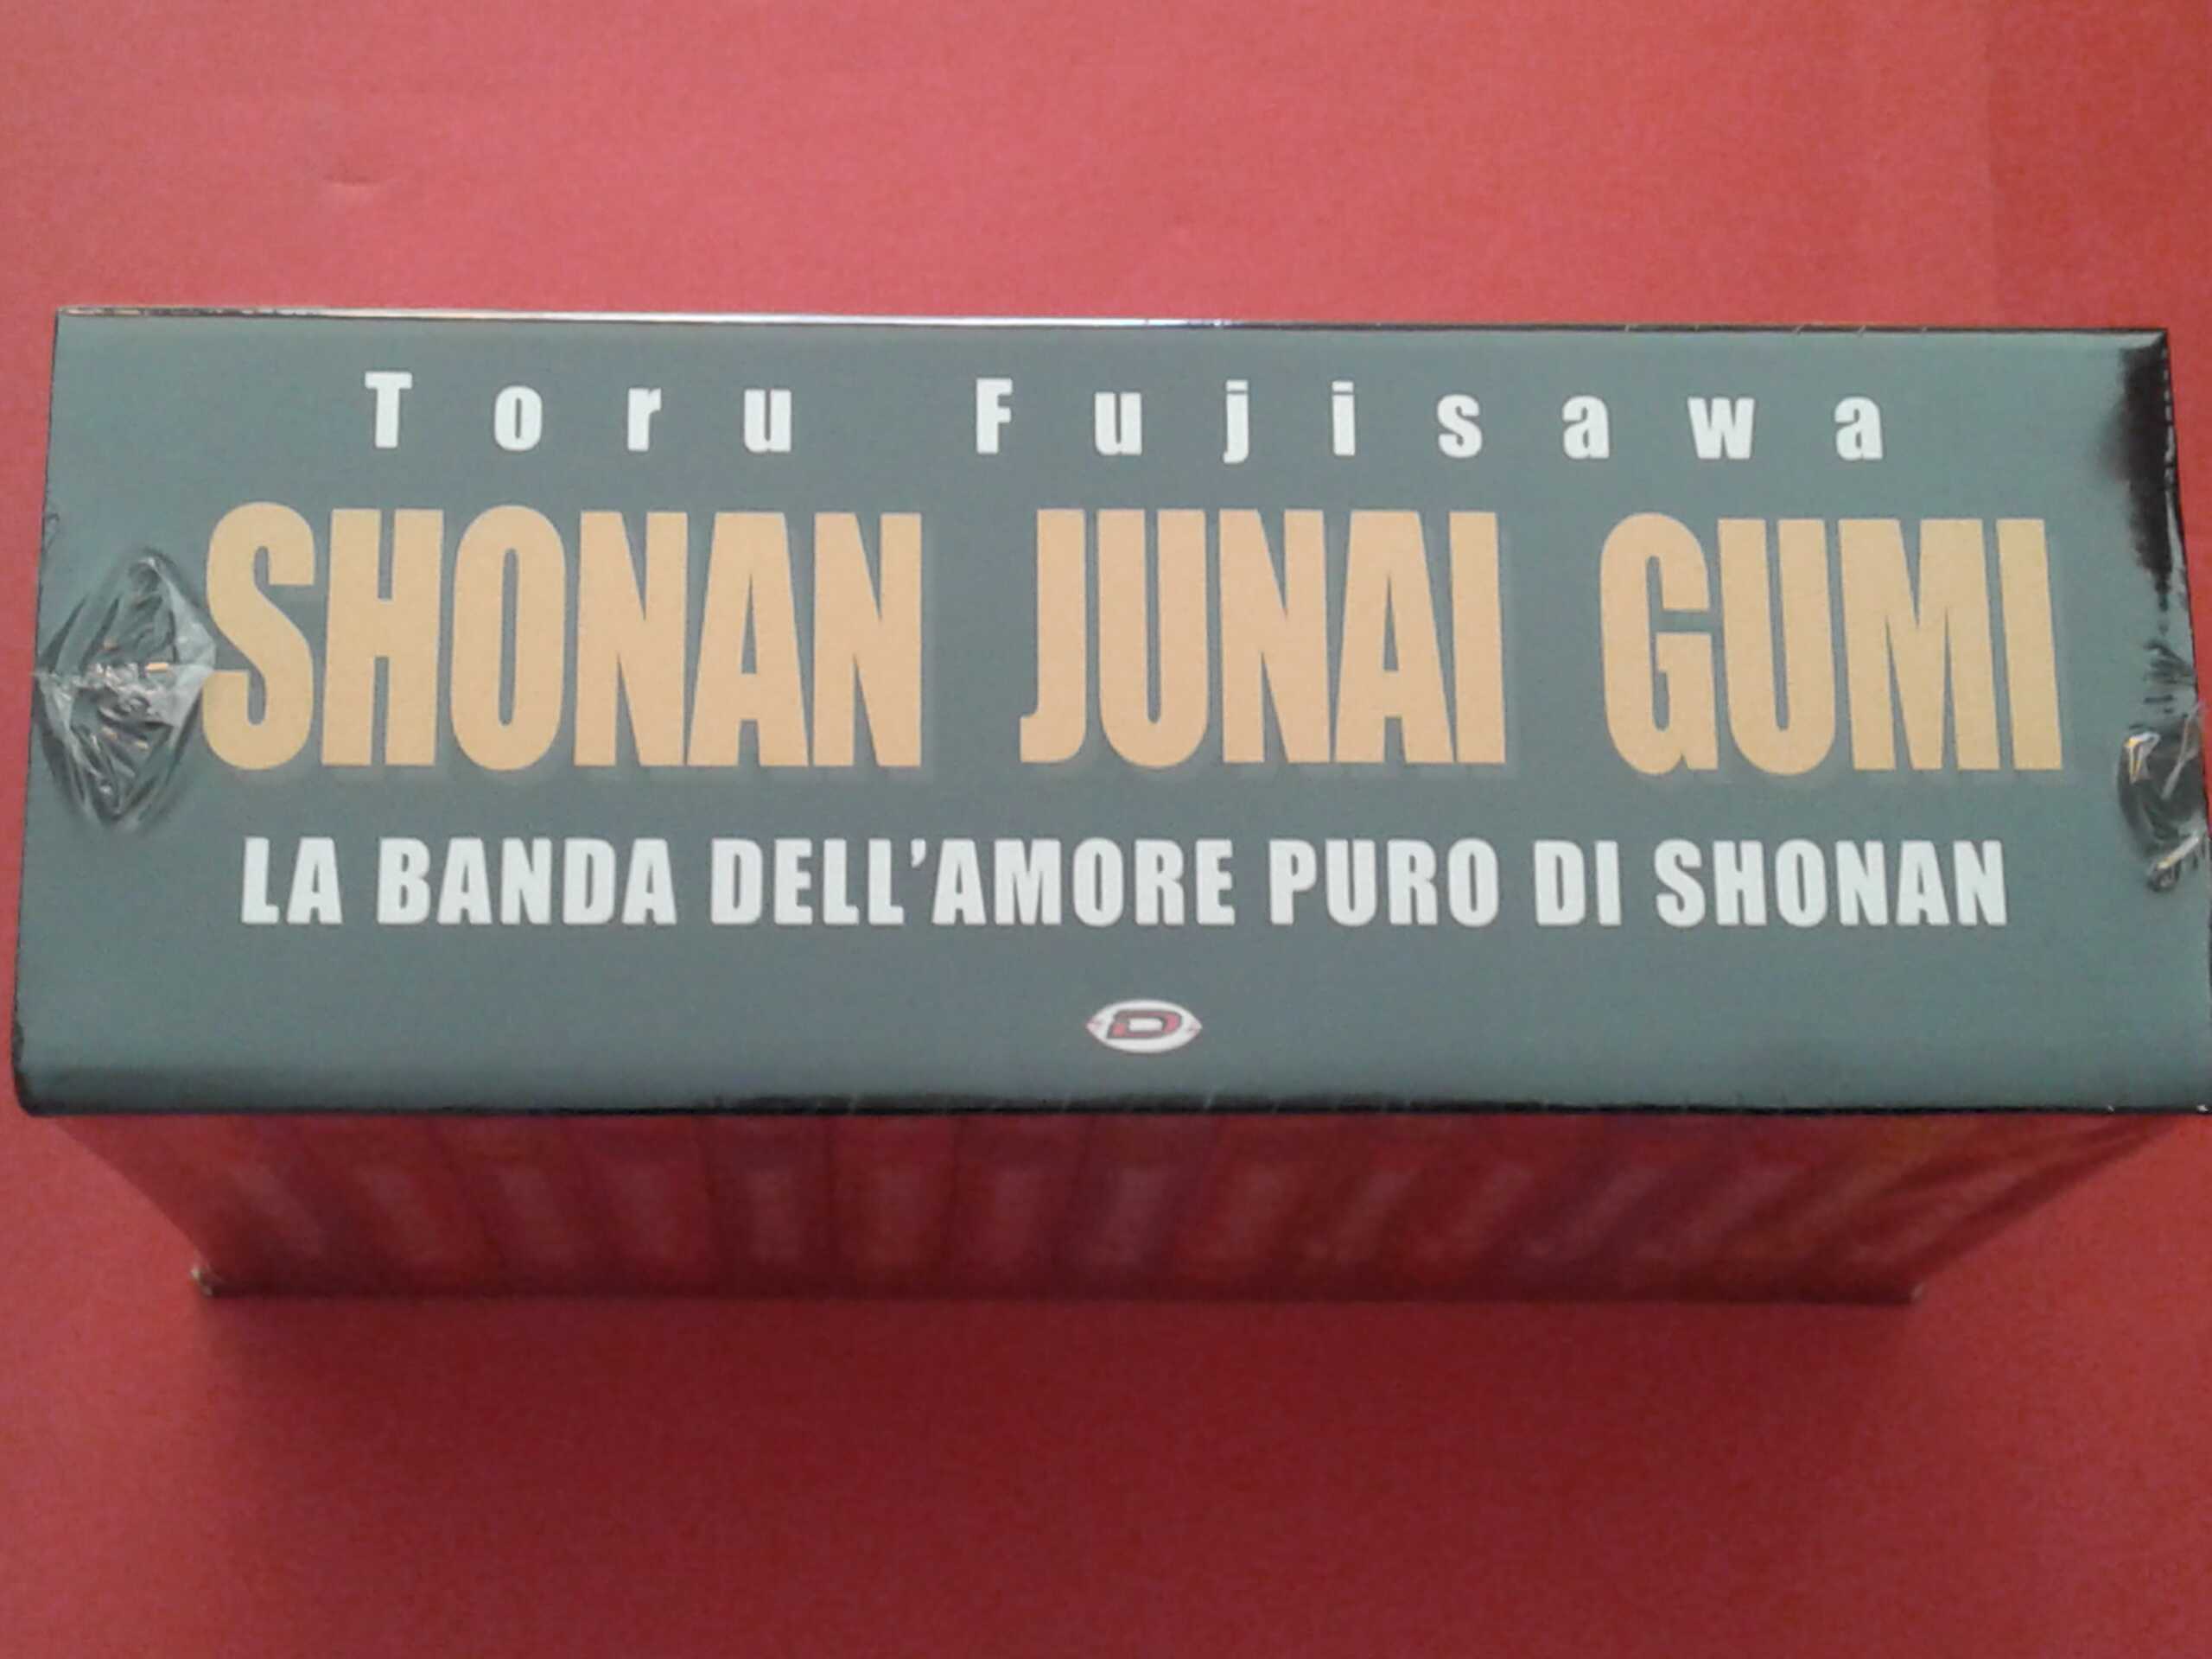 Toru Fujisawa
SHONAN JUNAI GUMI
LA BANDA DELL'AMORE PURO DI SHONAN
D